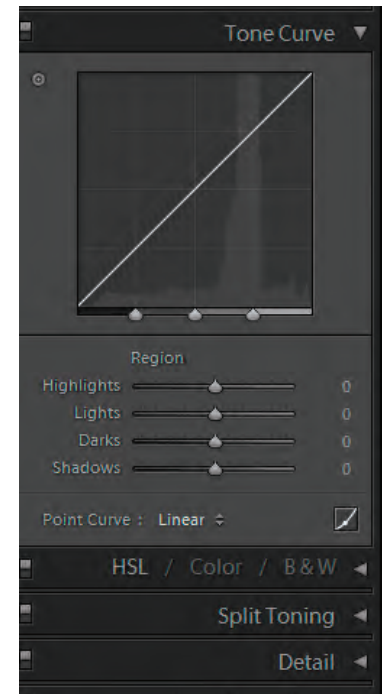 Tone Curve
Region
Highlights 0
Lights 0
Darks 0
Shadows 0
Point Curve : Linear
HSL / Color / B & W
Split Toning
Detail